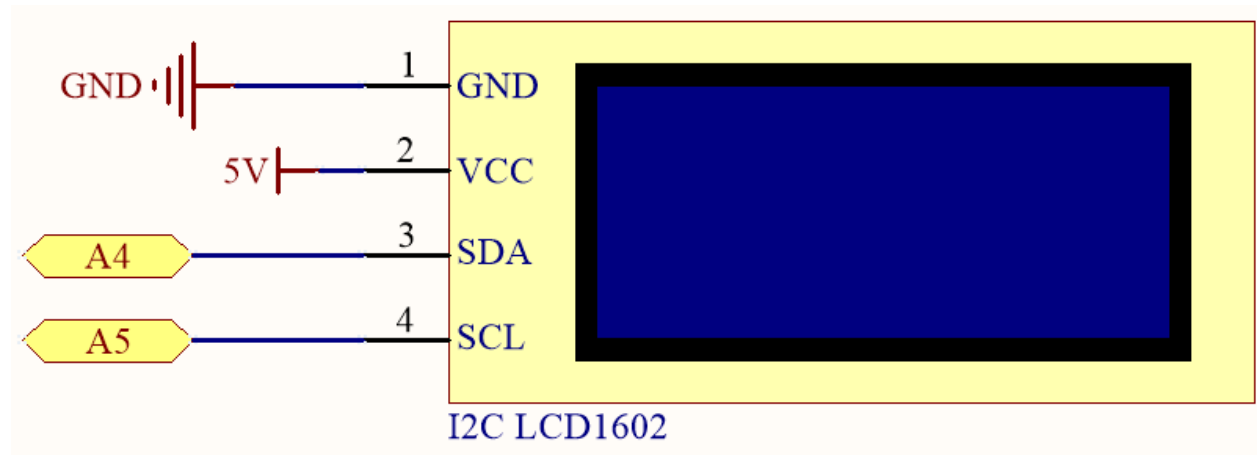 GND 1 GND
5V 2 VCC
A4 3 SDA
A5 4 SCL
I2C LCD1602